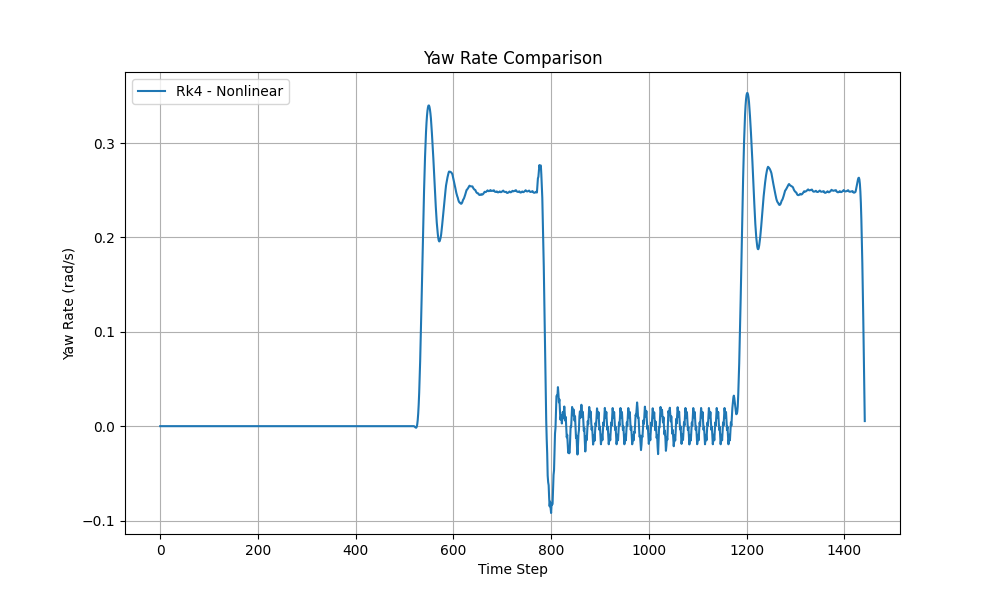 Yaw Rate Comparison
Rk4 - Nonlinear
Yaw Rate (rad/s)
0.3
0.2
0.1
0.0
−0.1
0 200 400 600 800 1000 1200 1400
Time Step